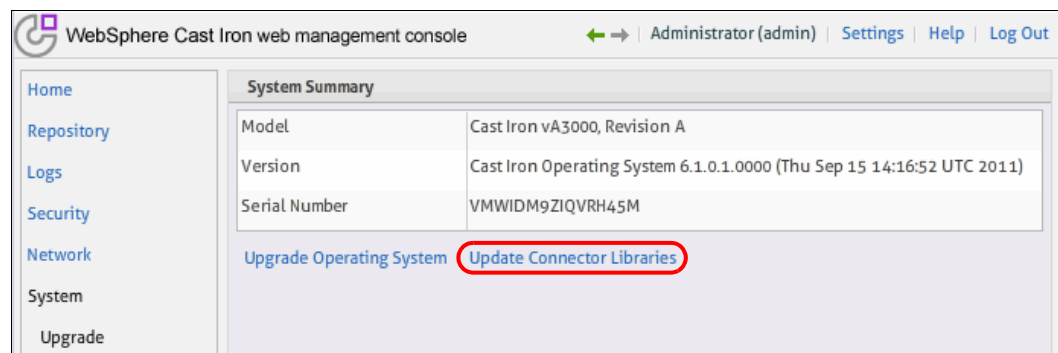 WebSphere Cast Iron web management console
Administrator (admin) | Settings | Help | Log Out
Home
Repository
Logs
Security
Network
System
Upgrade
System Summary
Model Cast Iron vA3000, Revision A
Version Cast Iron Operating System 6.1.0.1.0000 (Thu Sep 15 14:16:52 UTC 2011)
Serial Number VMWIDM9ZIQVRH45M
Upgrade Operating System Update Connector Libraries